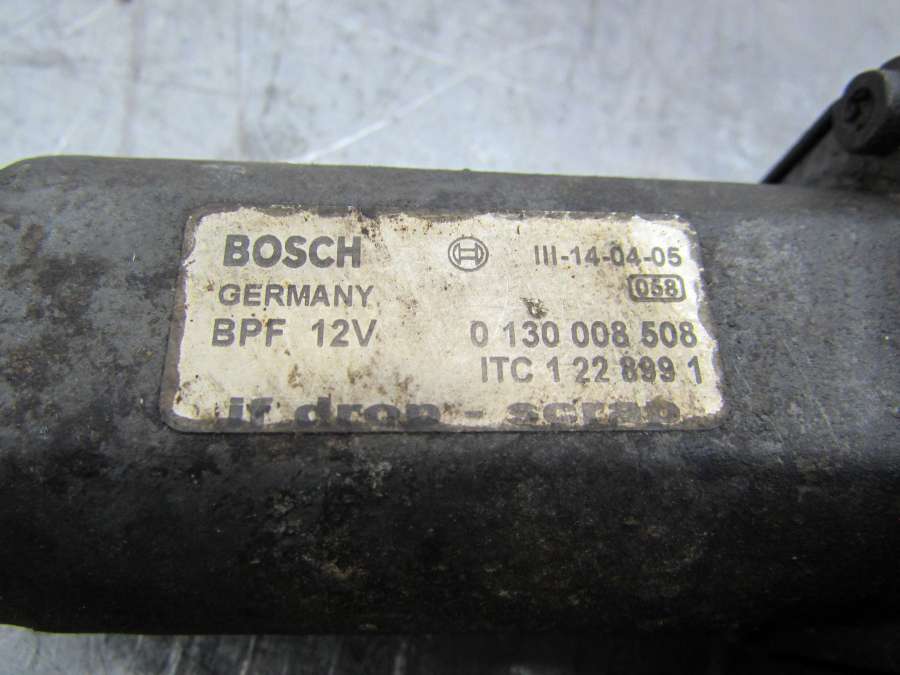 BOSCH III-14-04-05
GERMANY 058
BPF 12V 0 130 008 508
ITC 1 22 899 1
if drop - scrap